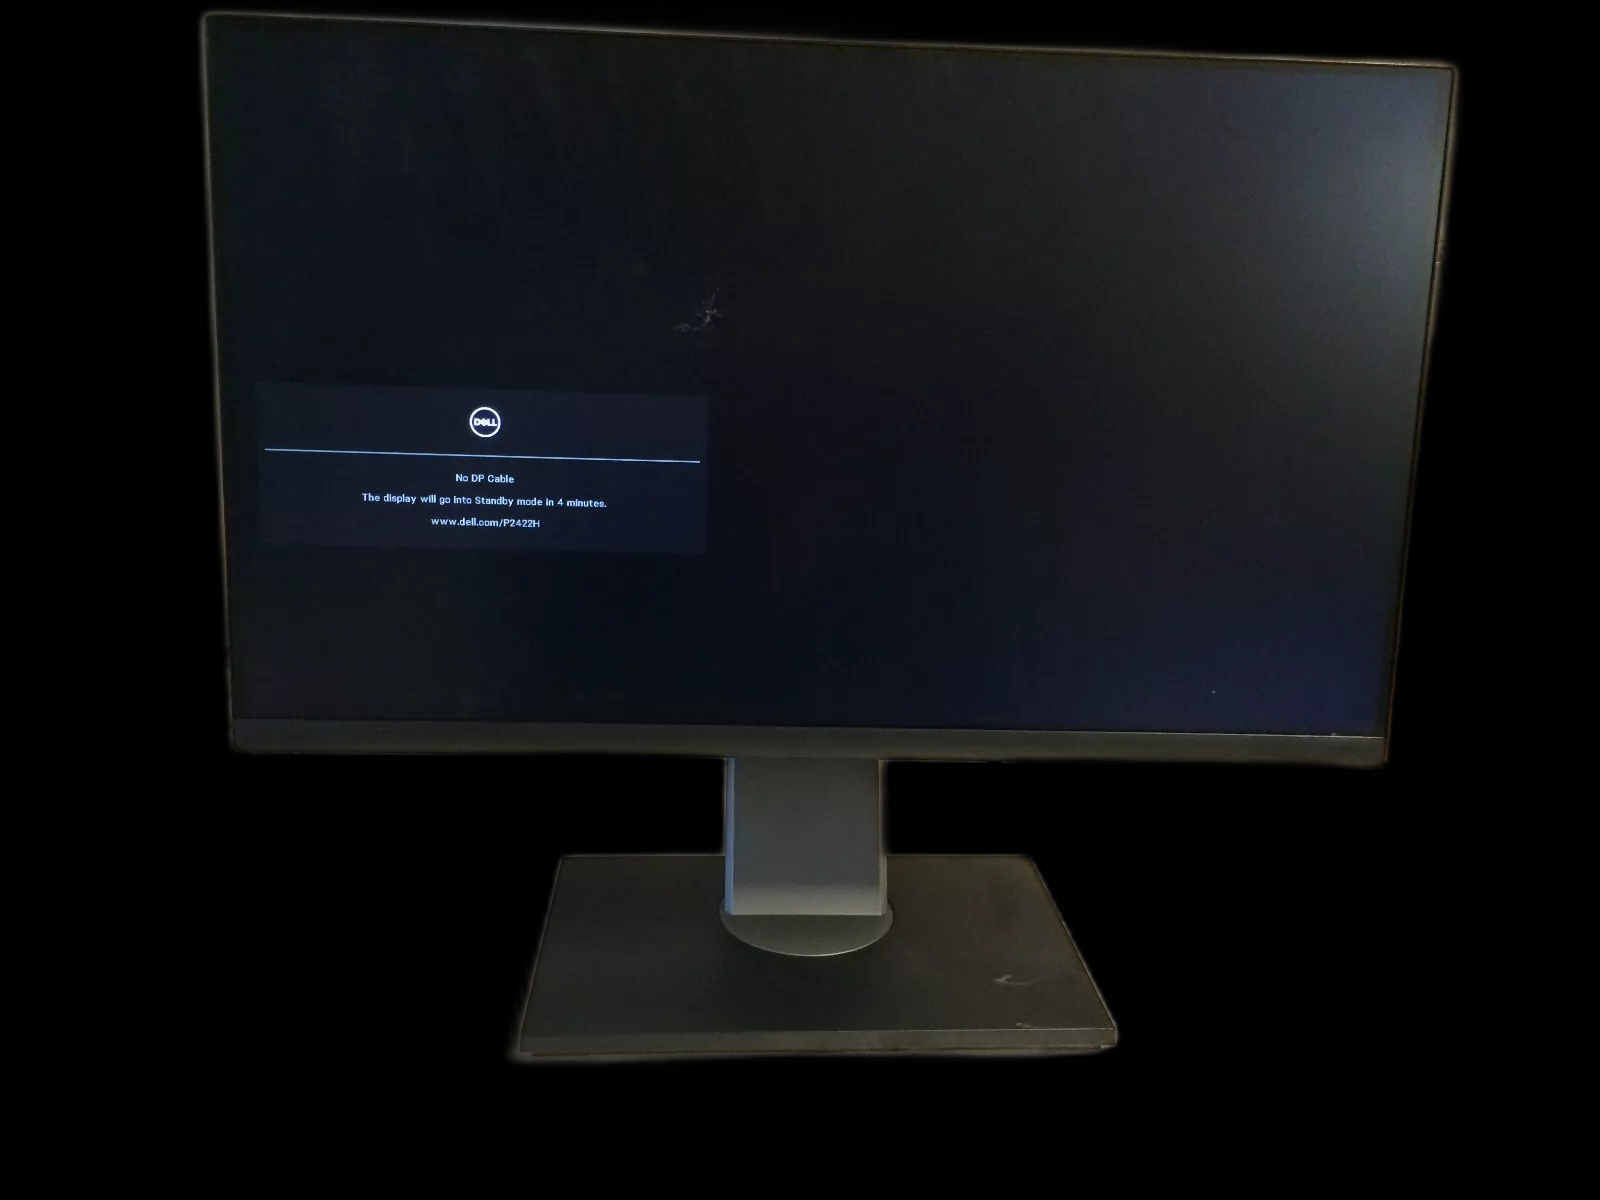 DELL
No DP Cable
The display will go into Standby mode in 4 minutes.
www.dell.com/P2422H